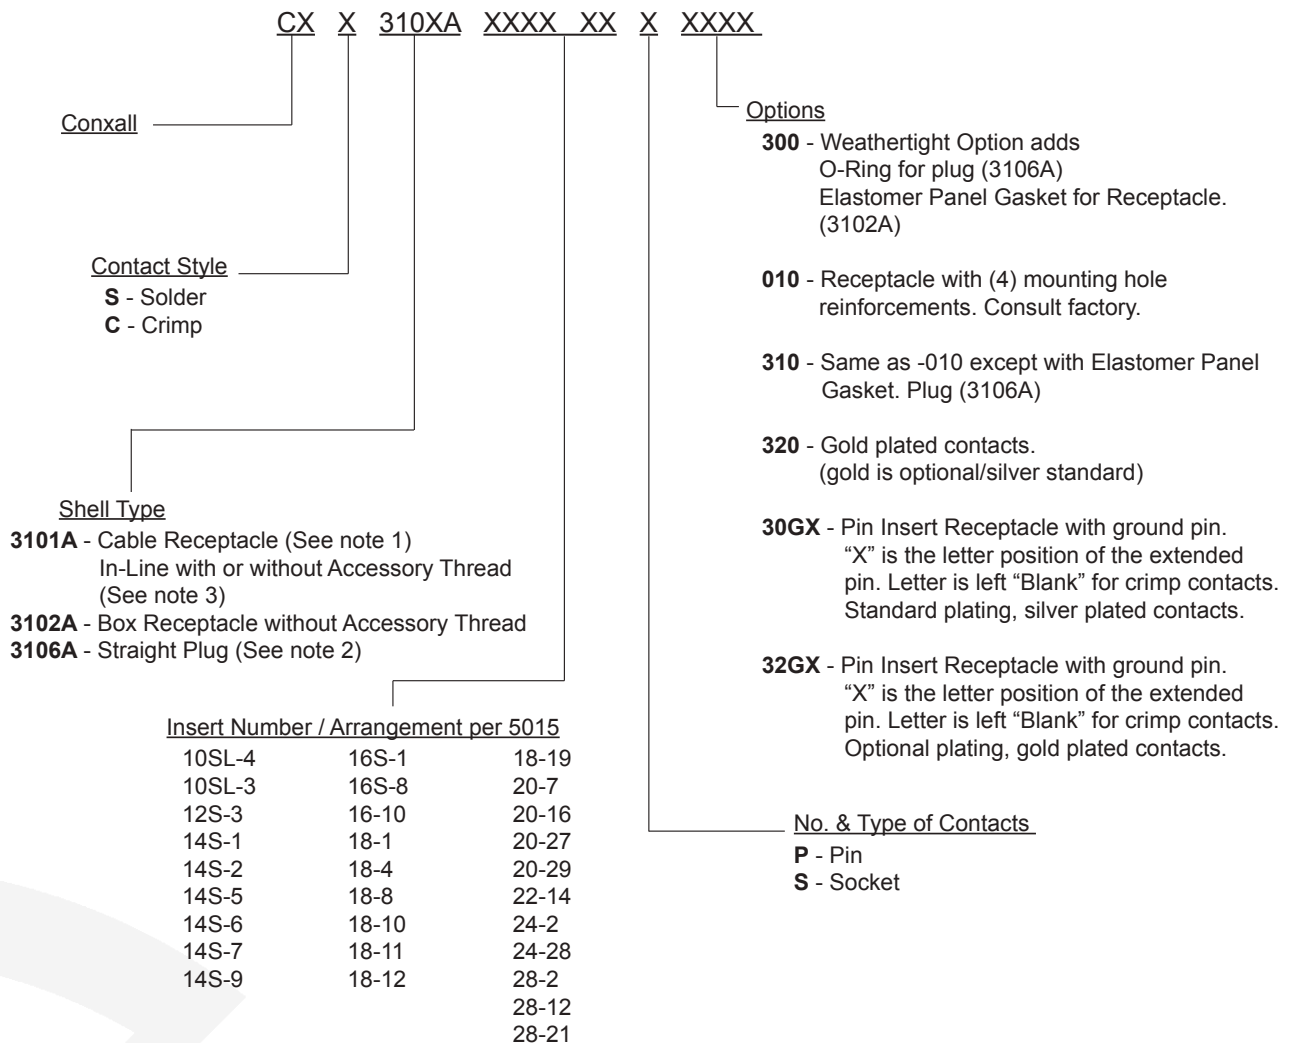 CX X 310XA XXXX XX X XXXX
Conxall
Contact Style
S - Solder
C - Crimp
Shell Type
3101A - Cable Receptacle (See note 1)
In-Line with or without Accessory Thread
(See note 3)
3102A - Box Receptacle without Accessory Thread
3106A - Straight Plug (See note 2)
Insert Number / Arrangement per 5015
10SL-4 16S-1 18-19
10SL-3 16S-8 20-7
12S-3 16-10 20-16
14S-1 18-1 20-27
14S-2 18-4 20-29
14S-5 18-8 22-14
14S-6 18-10 24-2
14S-7 18-11 24-28
14S-9 18-12 28-2
28-12
28-21
Options
300 - Weathertight Option adds
O-Ring for plug (3106A)
Elastomer Panel Gasket for Receptacle.
(3102A)
010 - Receptacle with (4) mounting hole
reinforcements. Consult factory.
310 - Same as -010 except with Elastomer Panel
Gasket. Plug (3106A)
320 - Gold plated contacts.
(gold is optional/silver standard)
30GX - Pin Insert Receptacle with ground pin.
“X” is the letter position of the extended
pin. Letter is left “Blank” for crimp contacts.
Standard plating, silver plated contacts.
32GX - Pin Insert Receptacle with ground pin.
“X” is the letter position of the extended
pin. Letter is left “Blank” for crimp contacts.
Optional plating, gold plated contacts.
No. & Type of Contacts
P - Pin
S - Socket